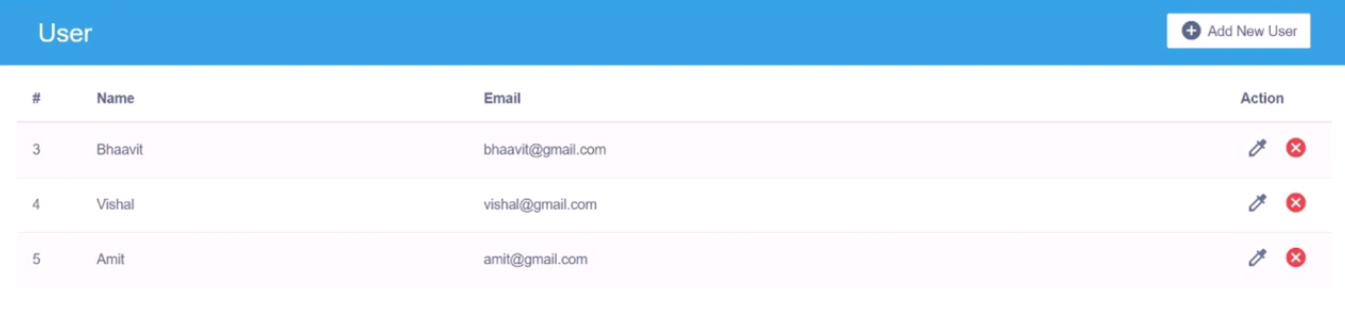 User
Add New User
# Name Email Action
3 Bhaavit bhaavit@gmail.com
4 Vishal vishal@gmail.com
5 Amit amit@gmail.com